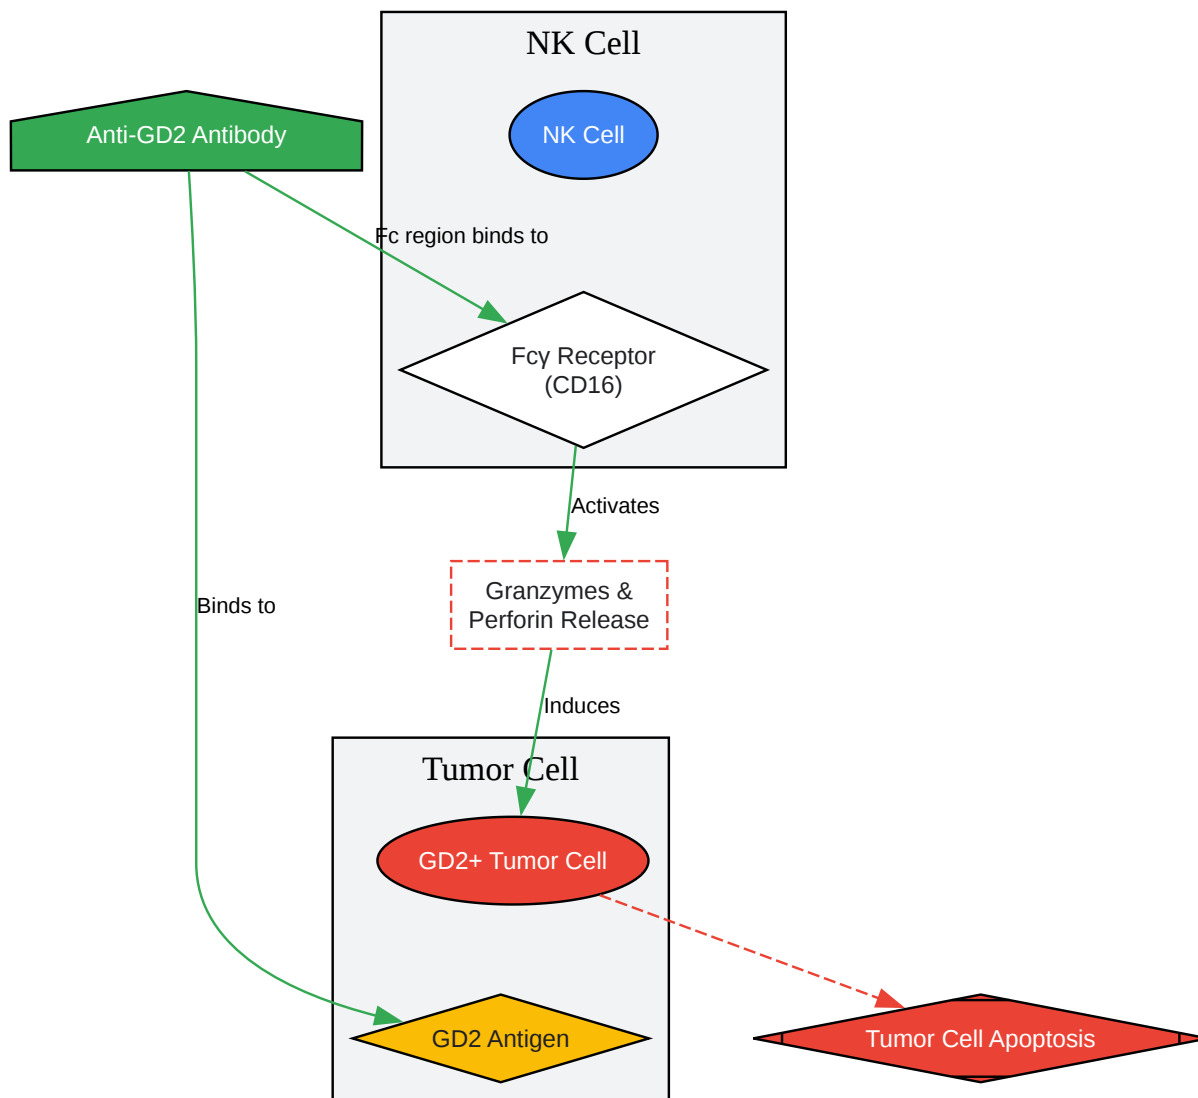 NK Cell
NK Cell
Anti-GD2 Antibody
Fc region binds to
Fcγ Receptor
(CD16)
Activates
Granzymes &
Perforin Release
Binds to
Induces
Tumor Cell
GD2+ Tumor Cell
GD2 Antigen
Tumor Cell Apoptosis